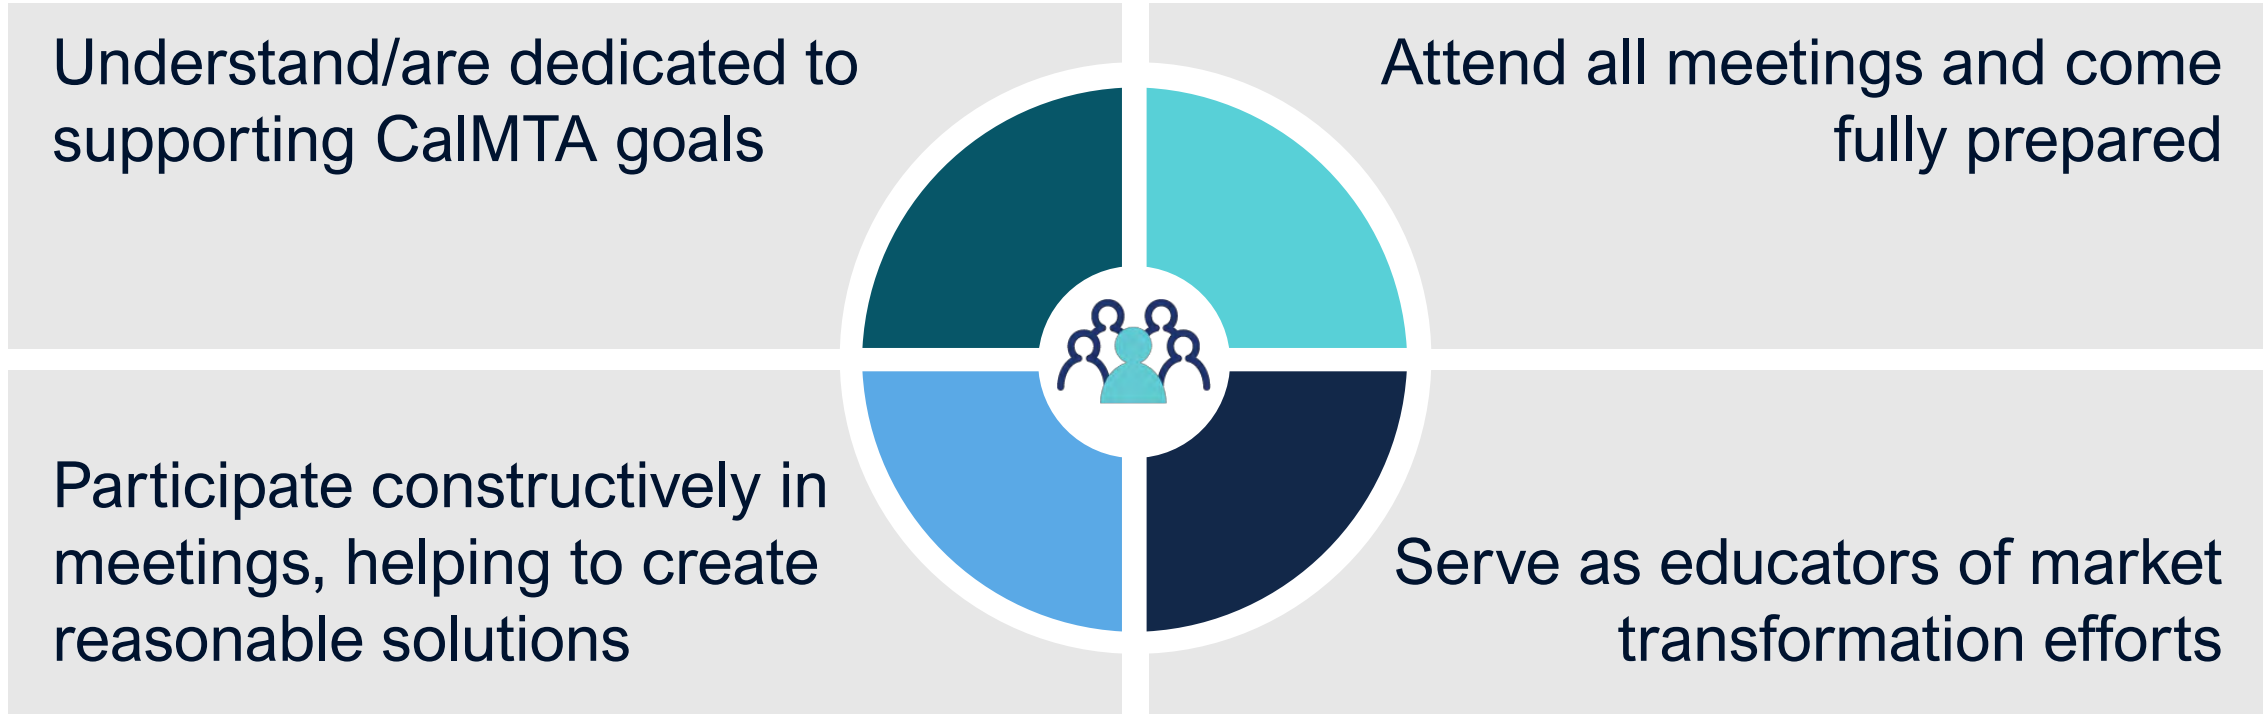 Understand/are dedicated to
supporting CalMTA goals
Attend all meetings and come
fully prepared
Participate constructively in
meetings, helping to create
reasonable solutions
Serve as educators of market
transformation efforts